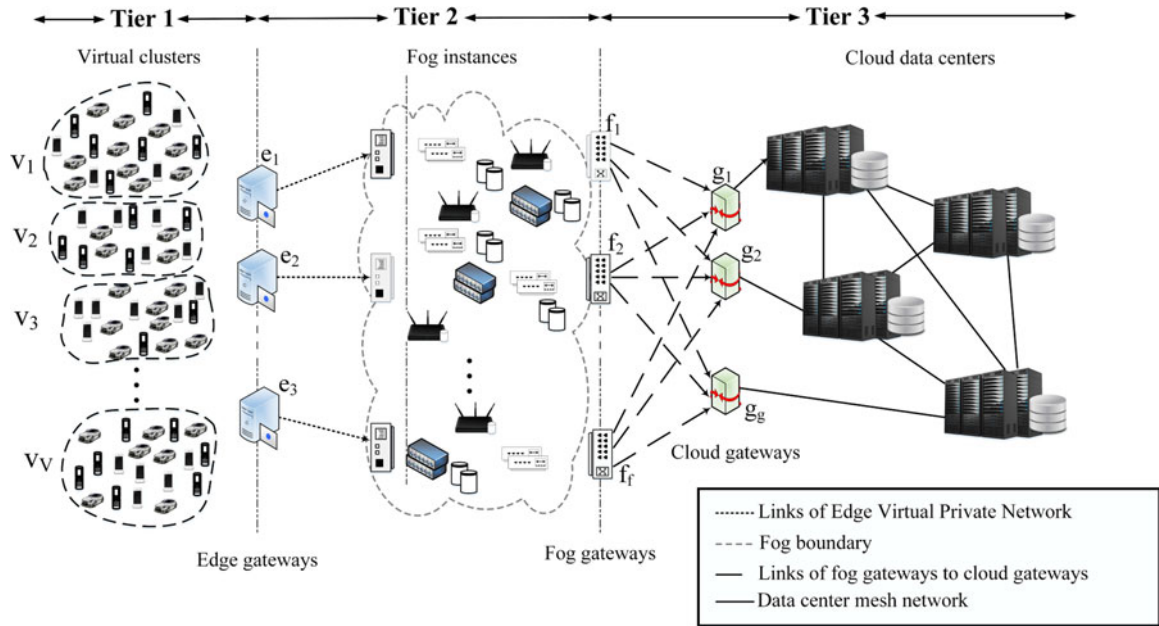 Tier 1
Tier 2
Tier 3
Virtual clusters
Fog instances
Cloud data centers
v1
v2
v3
vV
e1
e2
e3
f1
f2
ff
g1
g2
gg
Cloud gateways
Edge gateways
Fog gateways
Links of Edge Virtual Private Network
Fog boundary
Links of fog gateways to cloud gateways
Data center mesh network